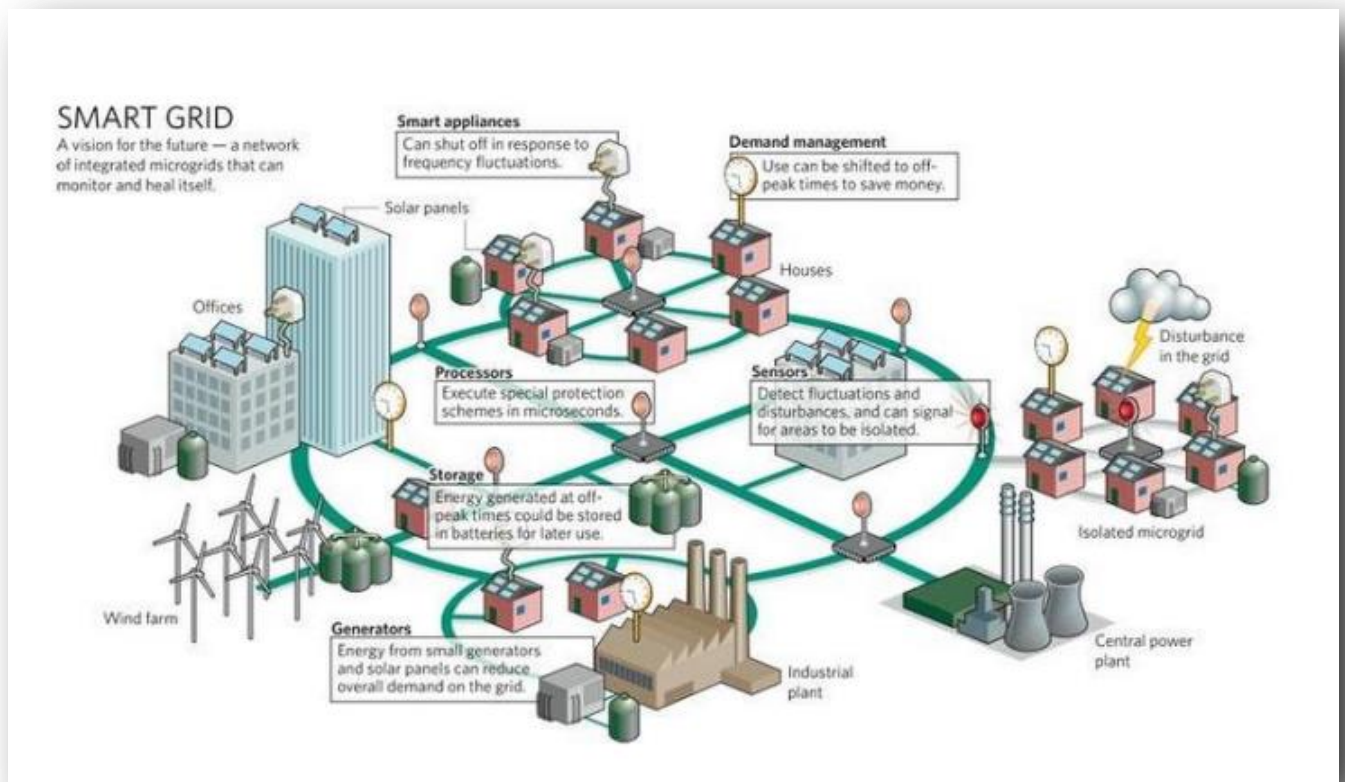 SMART GRID
A vision for the future — a network
of integrated microgrids that can
monitor and heal itself.
Smart appliances
Can shut off in response to
frequency fluctuations.
Demand management
Use can be shifted to off-
peak times to save money.
Solar panels
Houses
Offices
Disturbance
in the grid
Processors
Execute special protection
schemes in microseconds.
Sensors
Detect fluctuations and
disturbances, and can signal
for areas to be isolated.
Storage
Energy generated at off-
peak times could be stored
in batteries for later use.
Isolated microgrid
Wind farm
Generators
Energy from small generators
and solar panels can reduce
overall demand on the grid.
Industrial
plant
Central power
plant